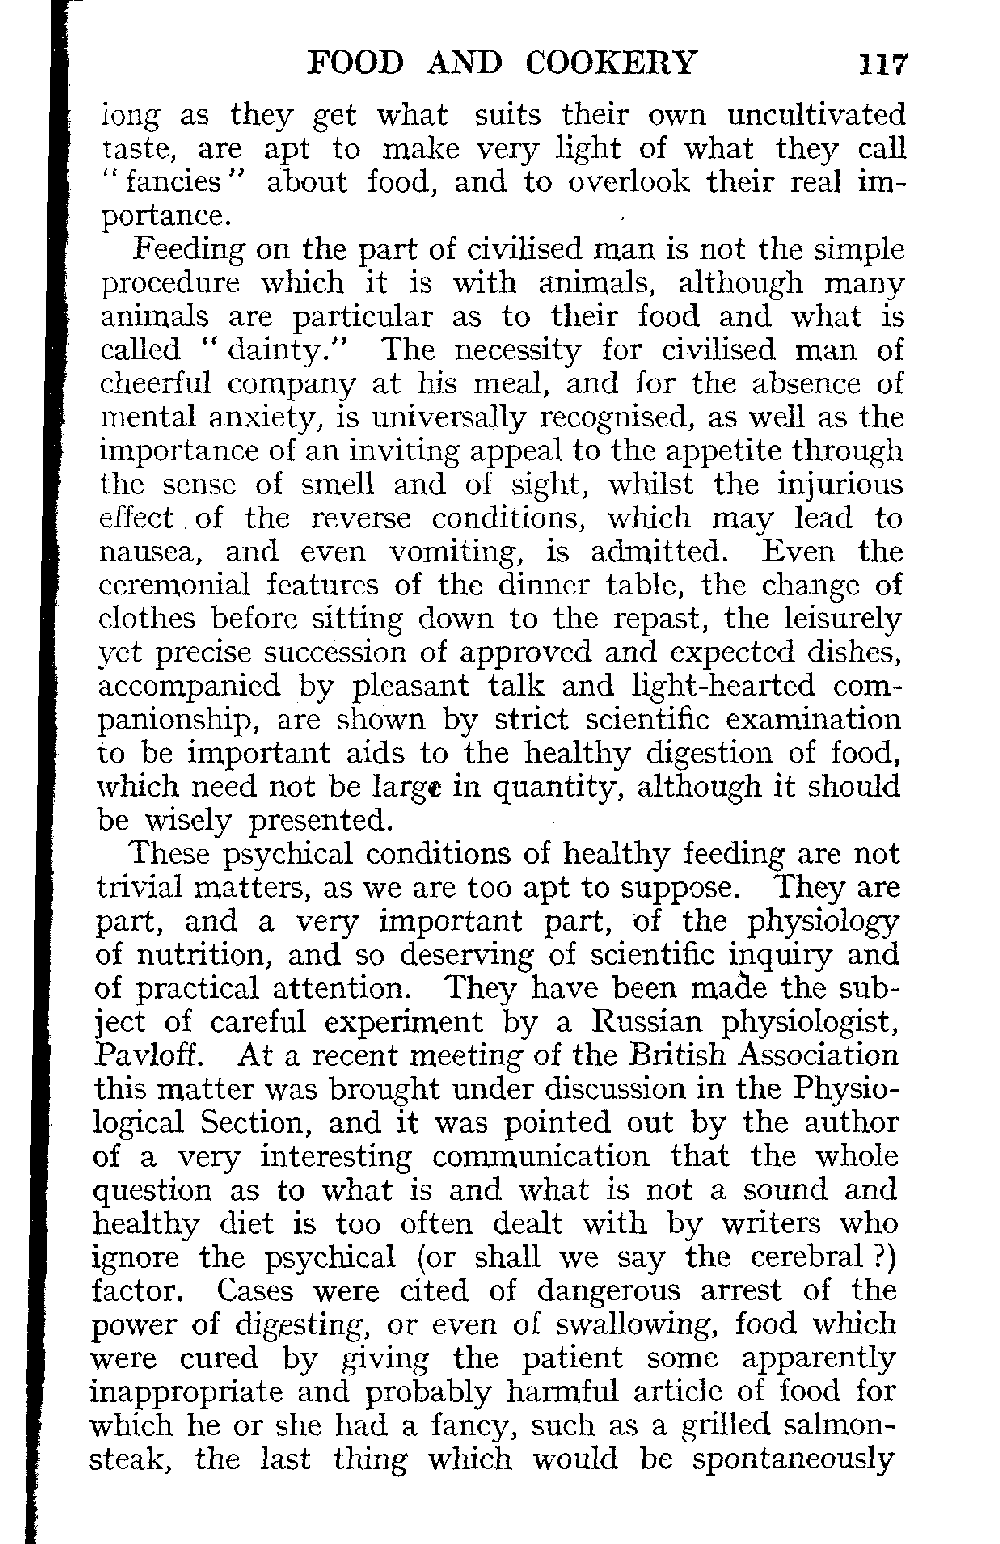 FOOD AND COOKERY 117
long as they get what suits their own uncultivated
taste, are apt to make very light of what they call
“fancies” about food, and to overlook their real im-
portance.
Feeding on the part of civilised man is not the simple
procedure which it is with animals, although many
animals are particular as to their food and what is
called “dainty.” The necessity for civilised man of
cheerful company at his meal, and for the absence of
mental anxiety, is universally recognised, as well as the
importance of an inviting appeal to the appetite through
the sense of smell and of sight, whilst the injurious
effect of the reverse conditions, which may lead to
nausea, and even vomiting, is admitted. Even the
ceremonial features of the dinner table, the change of
clothes before sitting down to the repast, the leisurely
yet precise succession of approved and expected dishes,
accompanied by pleasant talk and light-hearted com-
panionship, are shown by strict scientific examination
to be important aids to the healthy digestion of food,
which need not be large in quantity, although it should
be wisely presented.
These psychical conditions of healthy feeding are not
trivial matters, as we are too apt to suppose. They are
part, and a very important part, of the physiology
of nutrition, and so deserving of scientific inquiry and
of practical attention. They have been made the sub-
ject of careful experiment by a Russian physiologist,
Pavloff. At a recent meeting of the British Association
this matter was brought under discussion in the Physio-
logical Section, and it was pointed out by the author
of a very interesting communication that the whole
question as to what is and what is not a sound and
healthy diet is too often dealt with by writers who
ignore the psychical (or shall we say the cerebral?)
factor. Cases were cited of dangerous arrest of the
power of digesting, or even of swallowing, food which
were cured by giving the patient some apparently
inappropriate and probably harmful article of food for
which he or she had a fancy, such as a grilled salmon-
steak, the last thing which would be spontaneously